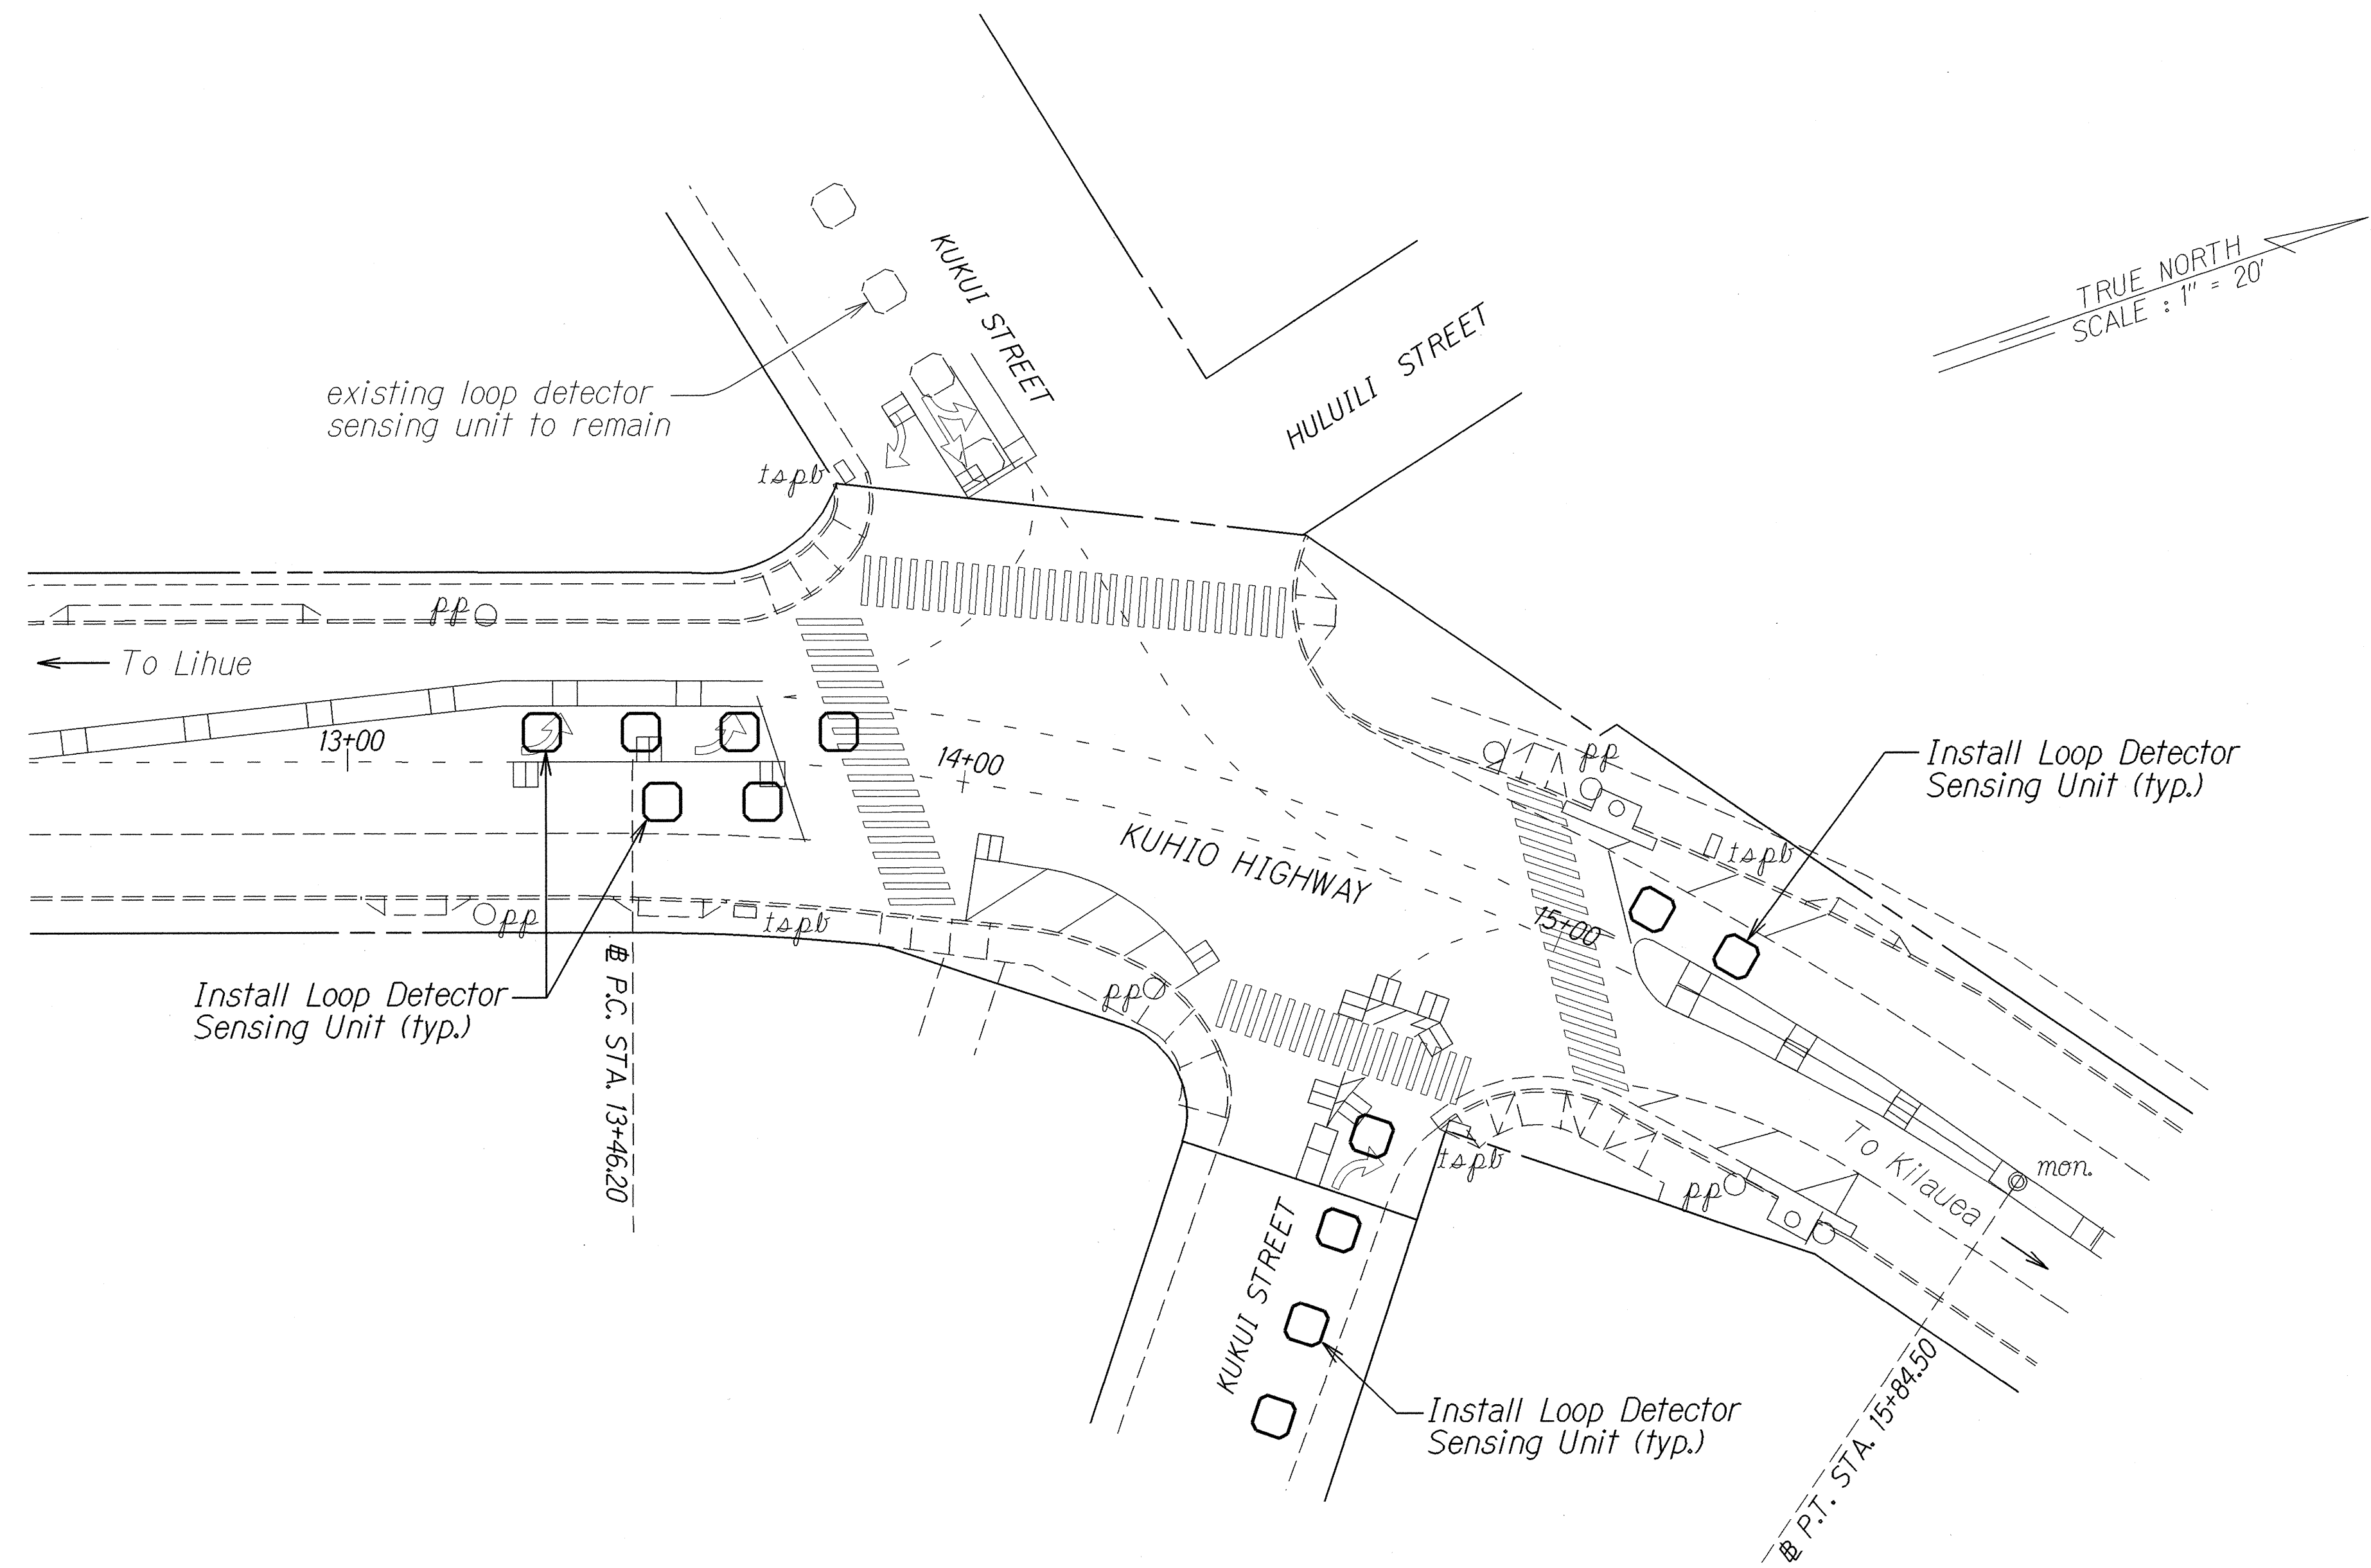 KUKUI STREET
TRUE NORTH
SCALE : 1" = 20'
HULUILI STREET
existing loop detector
sensing unit to remain
tspb
pp
To Lihue
13+00
14+00
pp
Install Loop Detector
Sensing Unit (typ.)
KUHIO HIGHWAY
tspb
pp
tspb
15+00
℄ P.C. STA. 13+46.20
Install Loop Detector
Sensing Unit (typ.)
pp
tspb
To Kilauea
mon.
pp
KUKUI STREET
Install Loop Detector
Sensing Unit (typ.)
℄ P.T. STA. 15+84.50